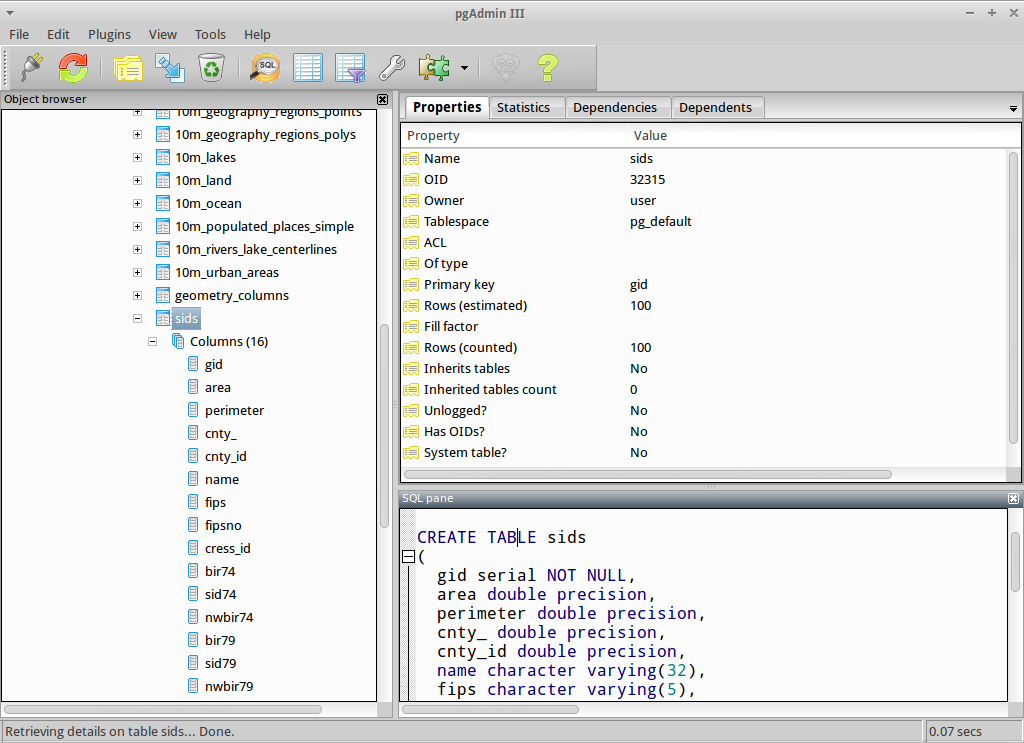 pgAdmin III
File Edit Plugins View Tools Help
SQL
Object browser
10m_geography_regions_points
10m_geography_regions_polys
10m_lakes
10m_land
10m_ocean
10m_populated_places_simple
10m_rivers_lake_centerlines
10m_urban_areas
geometry_columns
sids
Columns (16)
gid
area
perimeter
cnty_
cnty_id
name
fips
fipsno
cress_id
bir74
sid74
nwbir74
bir79
sid79
nwbir79
Properties Statistics Dependencies Dependents
Property Value
Name sids
OID 32315
Owner user
Tablespace pg_default
ACL
Of type
Primary key gid
Rows (estimated) 100
Fill factor
Rows (counted) 100
Inherits tables No
Inherited tables count 0
Unlogged? No
Has OIDs? No
System table? No
SQL pane
CREATE TABLE sids
(
gid serial NOT NULL,
area double precision,
perimeter double precision,
cnty_ double precision,
cnty_id double precision,
name character varying(32),
fips character varying(5),
Retrieving details on table sids... Done. 0.07 secs